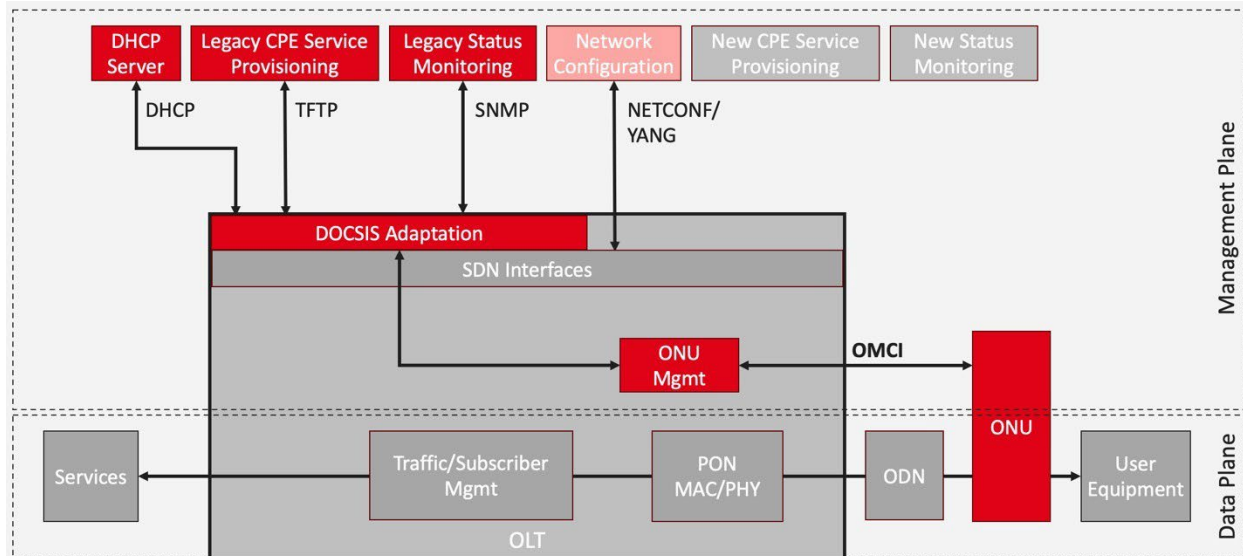 DHCP
Server
Legacy CPE Service
Provisioning
Legacy Status
Monitoring
Network
Configuration
New CPE Service
Provisioning
New Status
Monitoring
DHCP
TFTP
SNMP
NETCONF/
YANG
Management Plane
DOCSIS Adaptation
SDN Interfaces
ONU
Mgmt
OMCI
ONU
Services
Traffic/Subscriber
Mgmt
PON
MAC/PHY
ODN
User
Equipment
Data Plane
OLT